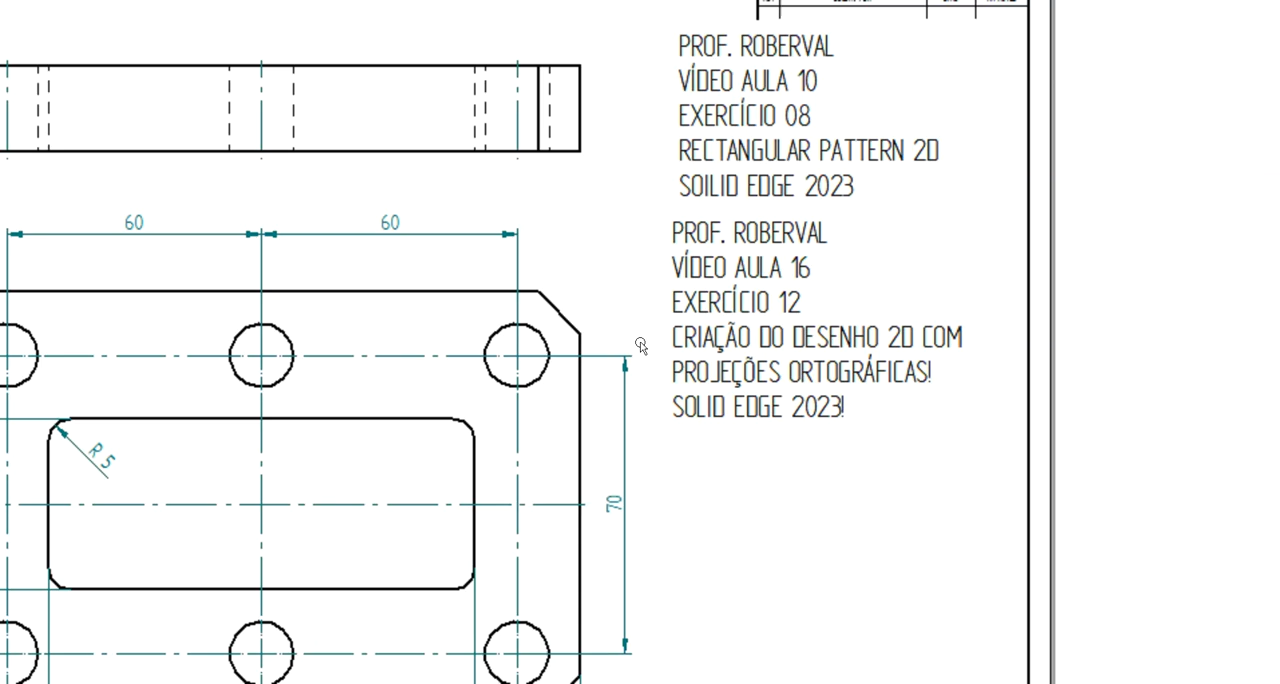 PROF. ROBERVAL
VÍDEO AULA 10
EXERCÍCIO 08
RECTANGULAR PATTERN 2D
SOILID EDGE 2023
60
60
PROF. ROBERVAL
VÍDEO AULA 16
EXERCÍCIO 12
CRIAÇÃO DO DESENHO 2D COM
PROJEÇÕES ORTOGRÁFICAS!
SOLID EDGE 2023!
R 5
70